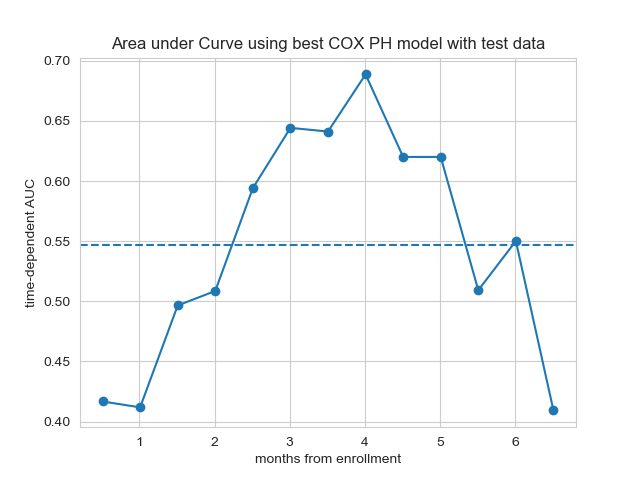 Area under Curve using best COX PH model with test data
time-dependent AUC
0.70
0.65
0.60
0.55
0.50
0.45
0.40
1 2 3 4 5 6
months from enrollment